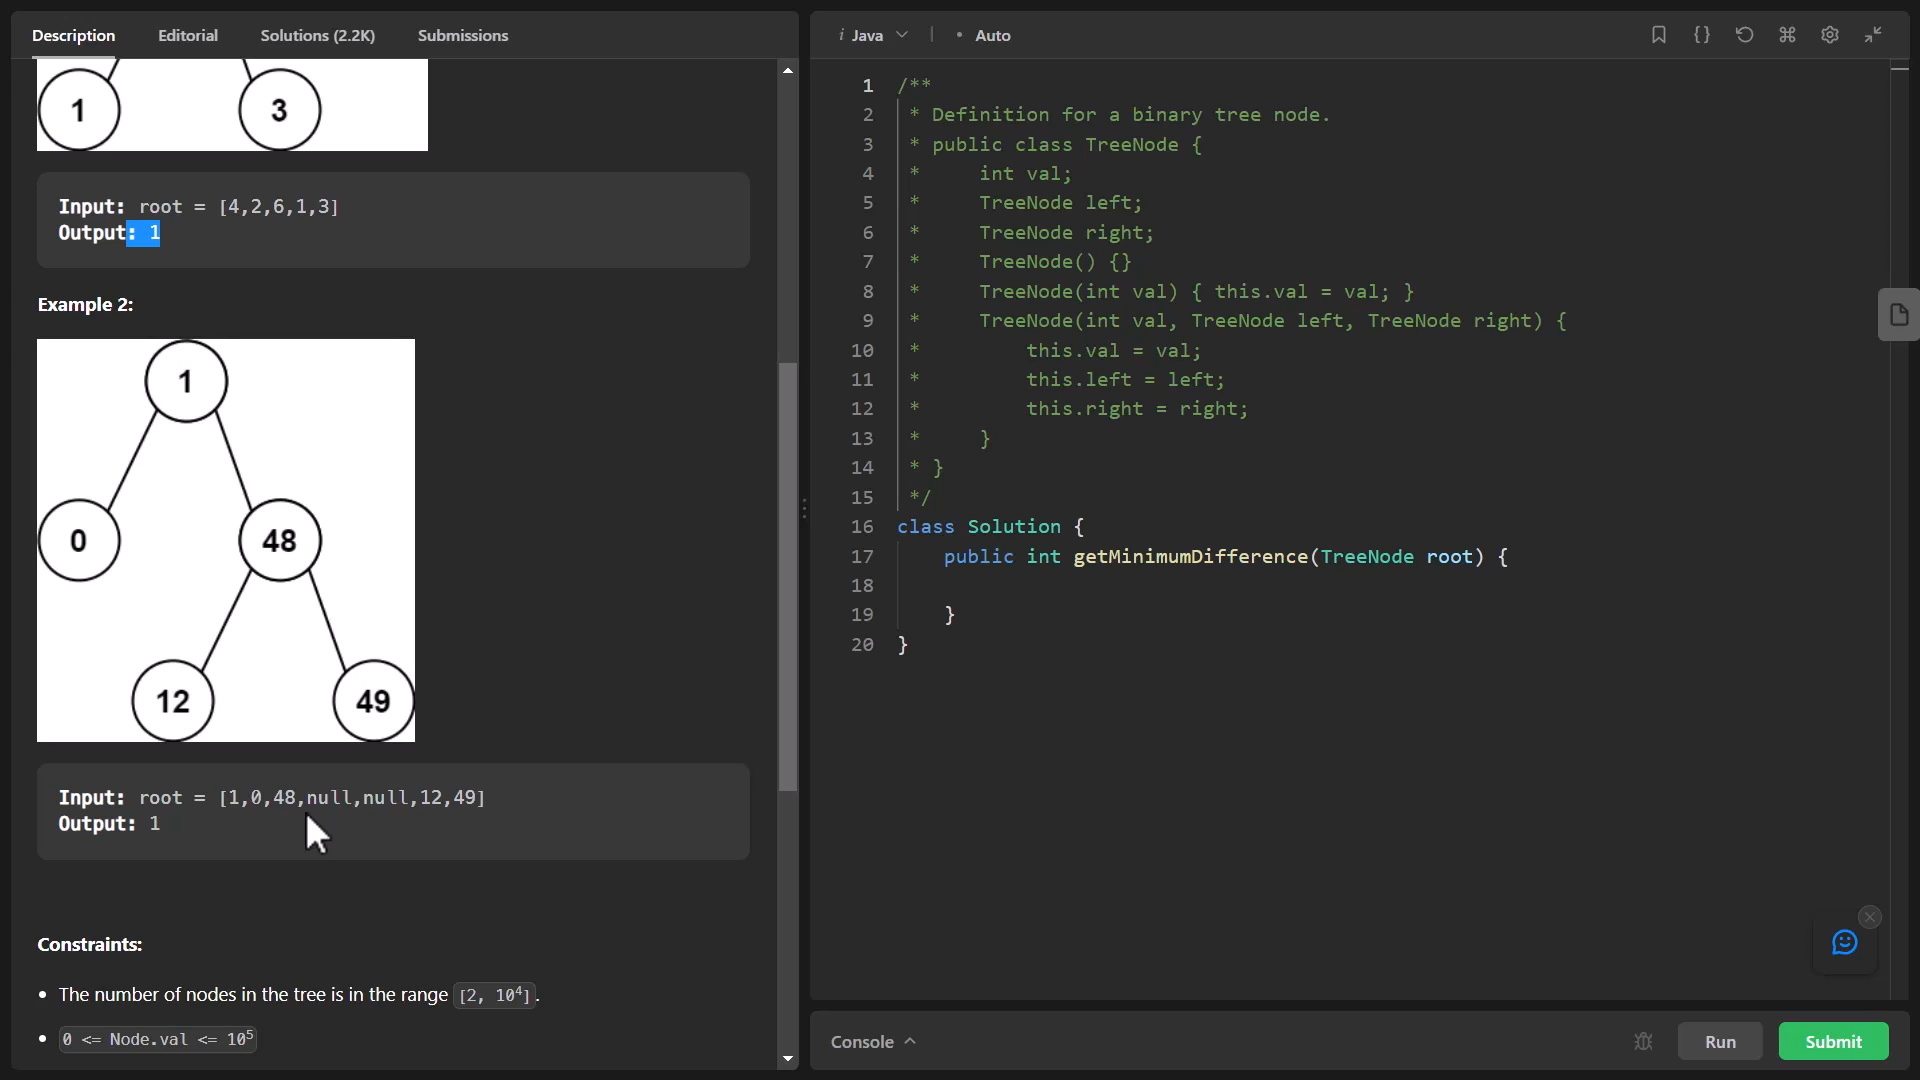 Description Editorial Solutions (2.2K) Submissions
1 3
Input: root = [4,2,6,1,3]
Output: 1
Example 2:
1
0 48
12 49
Input: root = [1,0,48,null,null,12,49]
Output: 1
Constraints:
• The number of nodes in the tree is in the range [2, 10⁴].
• 0 <= Node.val <= 10⁵
i Java | • Auto
1 /**
2 * Definition for a binary tree node.
3 * public class TreeNode {
4 *     int val;
5 *     TreeNode left;
6 *     TreeNode right;
7 *     TreeNode() {}
8 *     TreeNode(int val) { this.val = val; }
9 *     TreeNode(int val, TreeNode left, TreeNode right) {
10 *         this.val = val;
11 *         this.left = left;
12 *         this.right = right;
13 *     }
14 * }
15 */
16 class Solution {
17     public int getMinimumDifference(TreeNode root) {
18
19     }
20 }
Console Run Submit